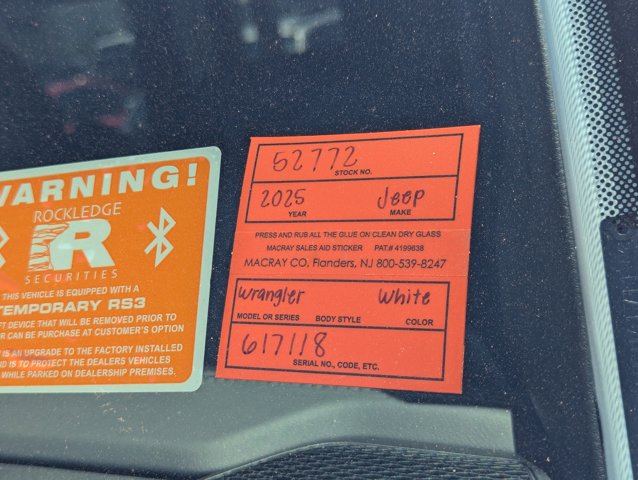 WARNING!
ROCKLEDGE
R
SECURITIES
THIS VEHICLE IS EQUIPPED WITH A
TEMPORARY RS3
DEVICE THAT WILL BE REMOVED PRIOR TO
OR CAN BE PURCHASE AT CUSTOMER'S OPTION
IS AN UPGRADE TO THE FACTORY INSTALLED
IS TO PROTECT THE DEALERS VEHICLES
WHILE PARKED ON DEALERSHIP PREMISES.
52772
STOCK NO.
2025 Jeep
YEAR MAKE
PRESS AND RUB ALL THE GLUE ON CLEAN DRY GLASS
MACRAY SALES AID STICKER PAT.# 4199638
MACRAY CO. Flanders, NJ 800-539-8247
Wrangler White
MODEL OR SERIES BODY STYLE COLOR
617118
SERIAL NO., CODE, ETC.